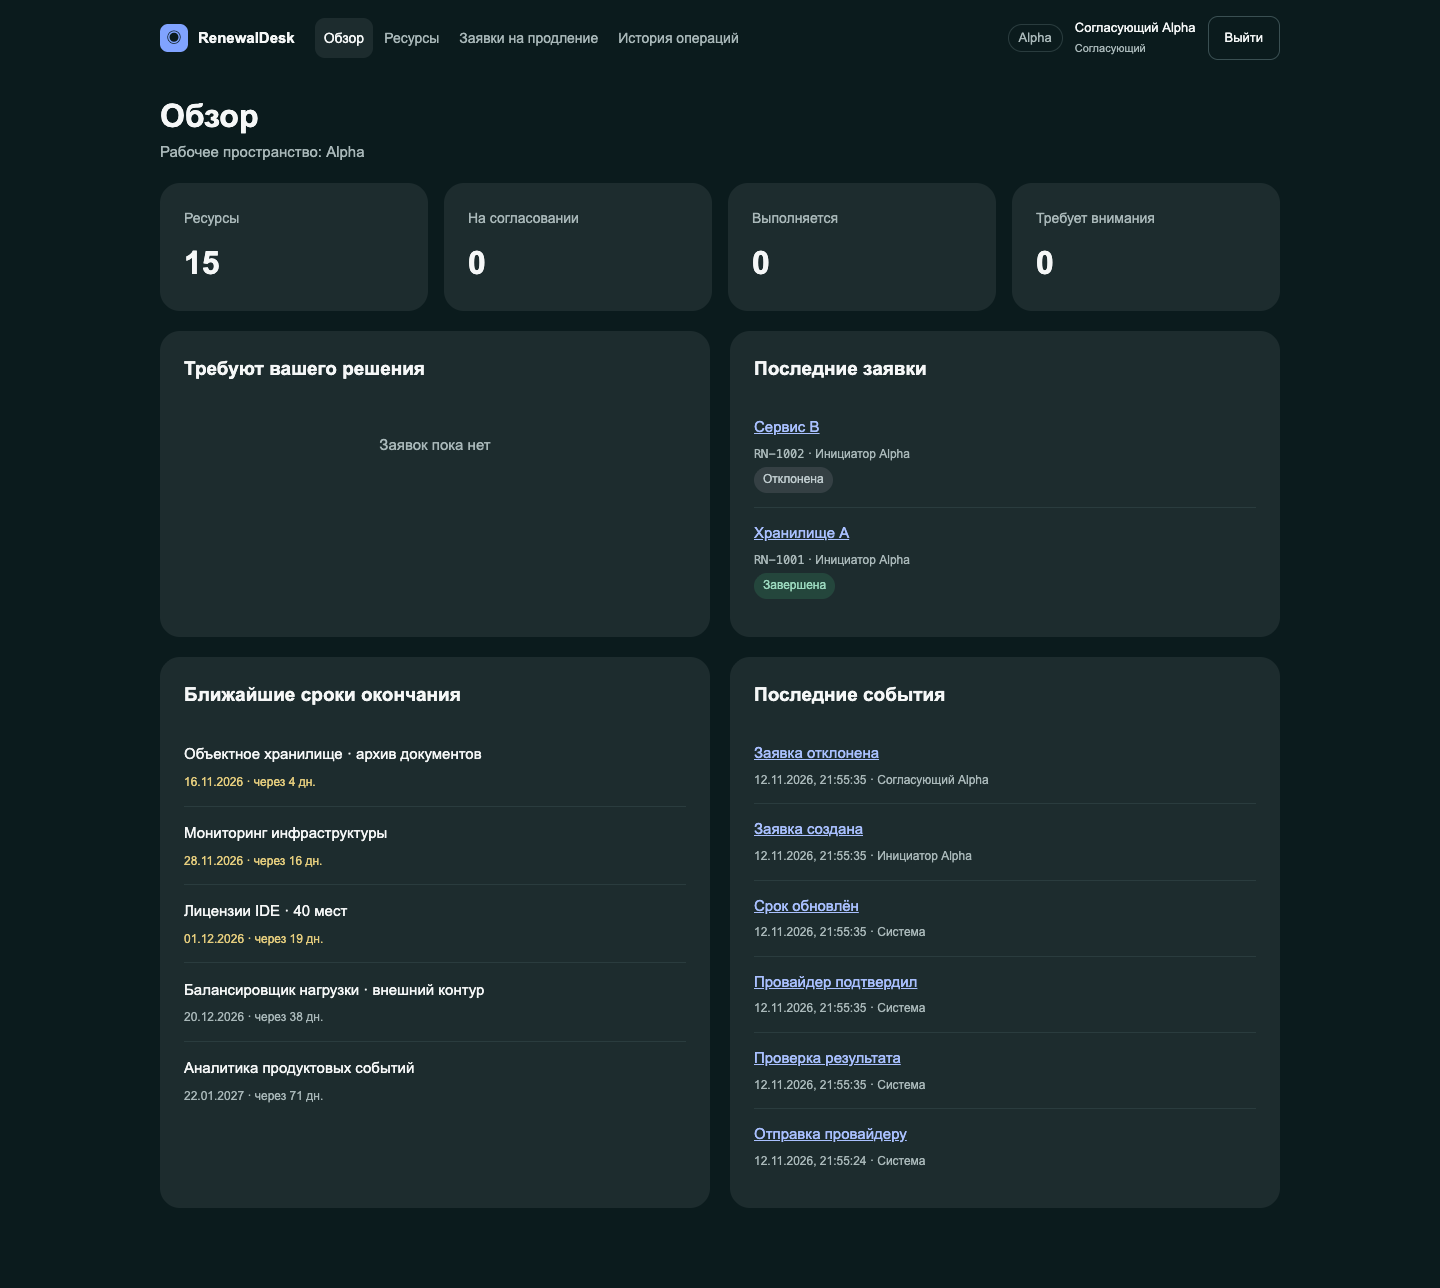 RenewalDesk
Обзор
Ресурсы
Заявки на продление
История операций
Alpha
Согласующий Alpha
Согласующий
Выйти
Обзор
Рабочее пространство: Alpha
Ресурсы
15
На согласовании
0
Выполняется
0
Требует внимания
0
Требуют вашего решения
Заявок пока нет
Последние заявки
Сервис B
RN-1002 · Инициатор Alpha
Отклонена
Хранилище A
RN-1001 · Инициатор Alpha
Завершена
Ближайшие сроки окончания
Объектное хранилище · архив документов
16.11.2026 · через 4 дн.
Мониторинг инфраструктуры
28.11.2026 · через 16 дн.
Лицензии IDE · 40 мест
01.12.2026 · через 19 дн.
Балансировщик нагрузки · внешний контур
20.12.2026 · через 38 дн.
Аналитика продуктовых событий
22.01.2027 · через 71 дн.
Последние события
Заявка отклонена
12.11.2026, 21:55:35 · Согласующий Alpha
Заявка создана
12.11.2026, 21:55:35 · Инициатор Alpha
Срок обновлён
12.11.2026, 21:55:35 · Система
Провайдер подтвердил
12.11.2026, 21:55:35 · Система
Проверка результата
12.11.2026, 21:55:35 · Система
Отправка провайдеру
12.11.2026, 21:55:24 · Система